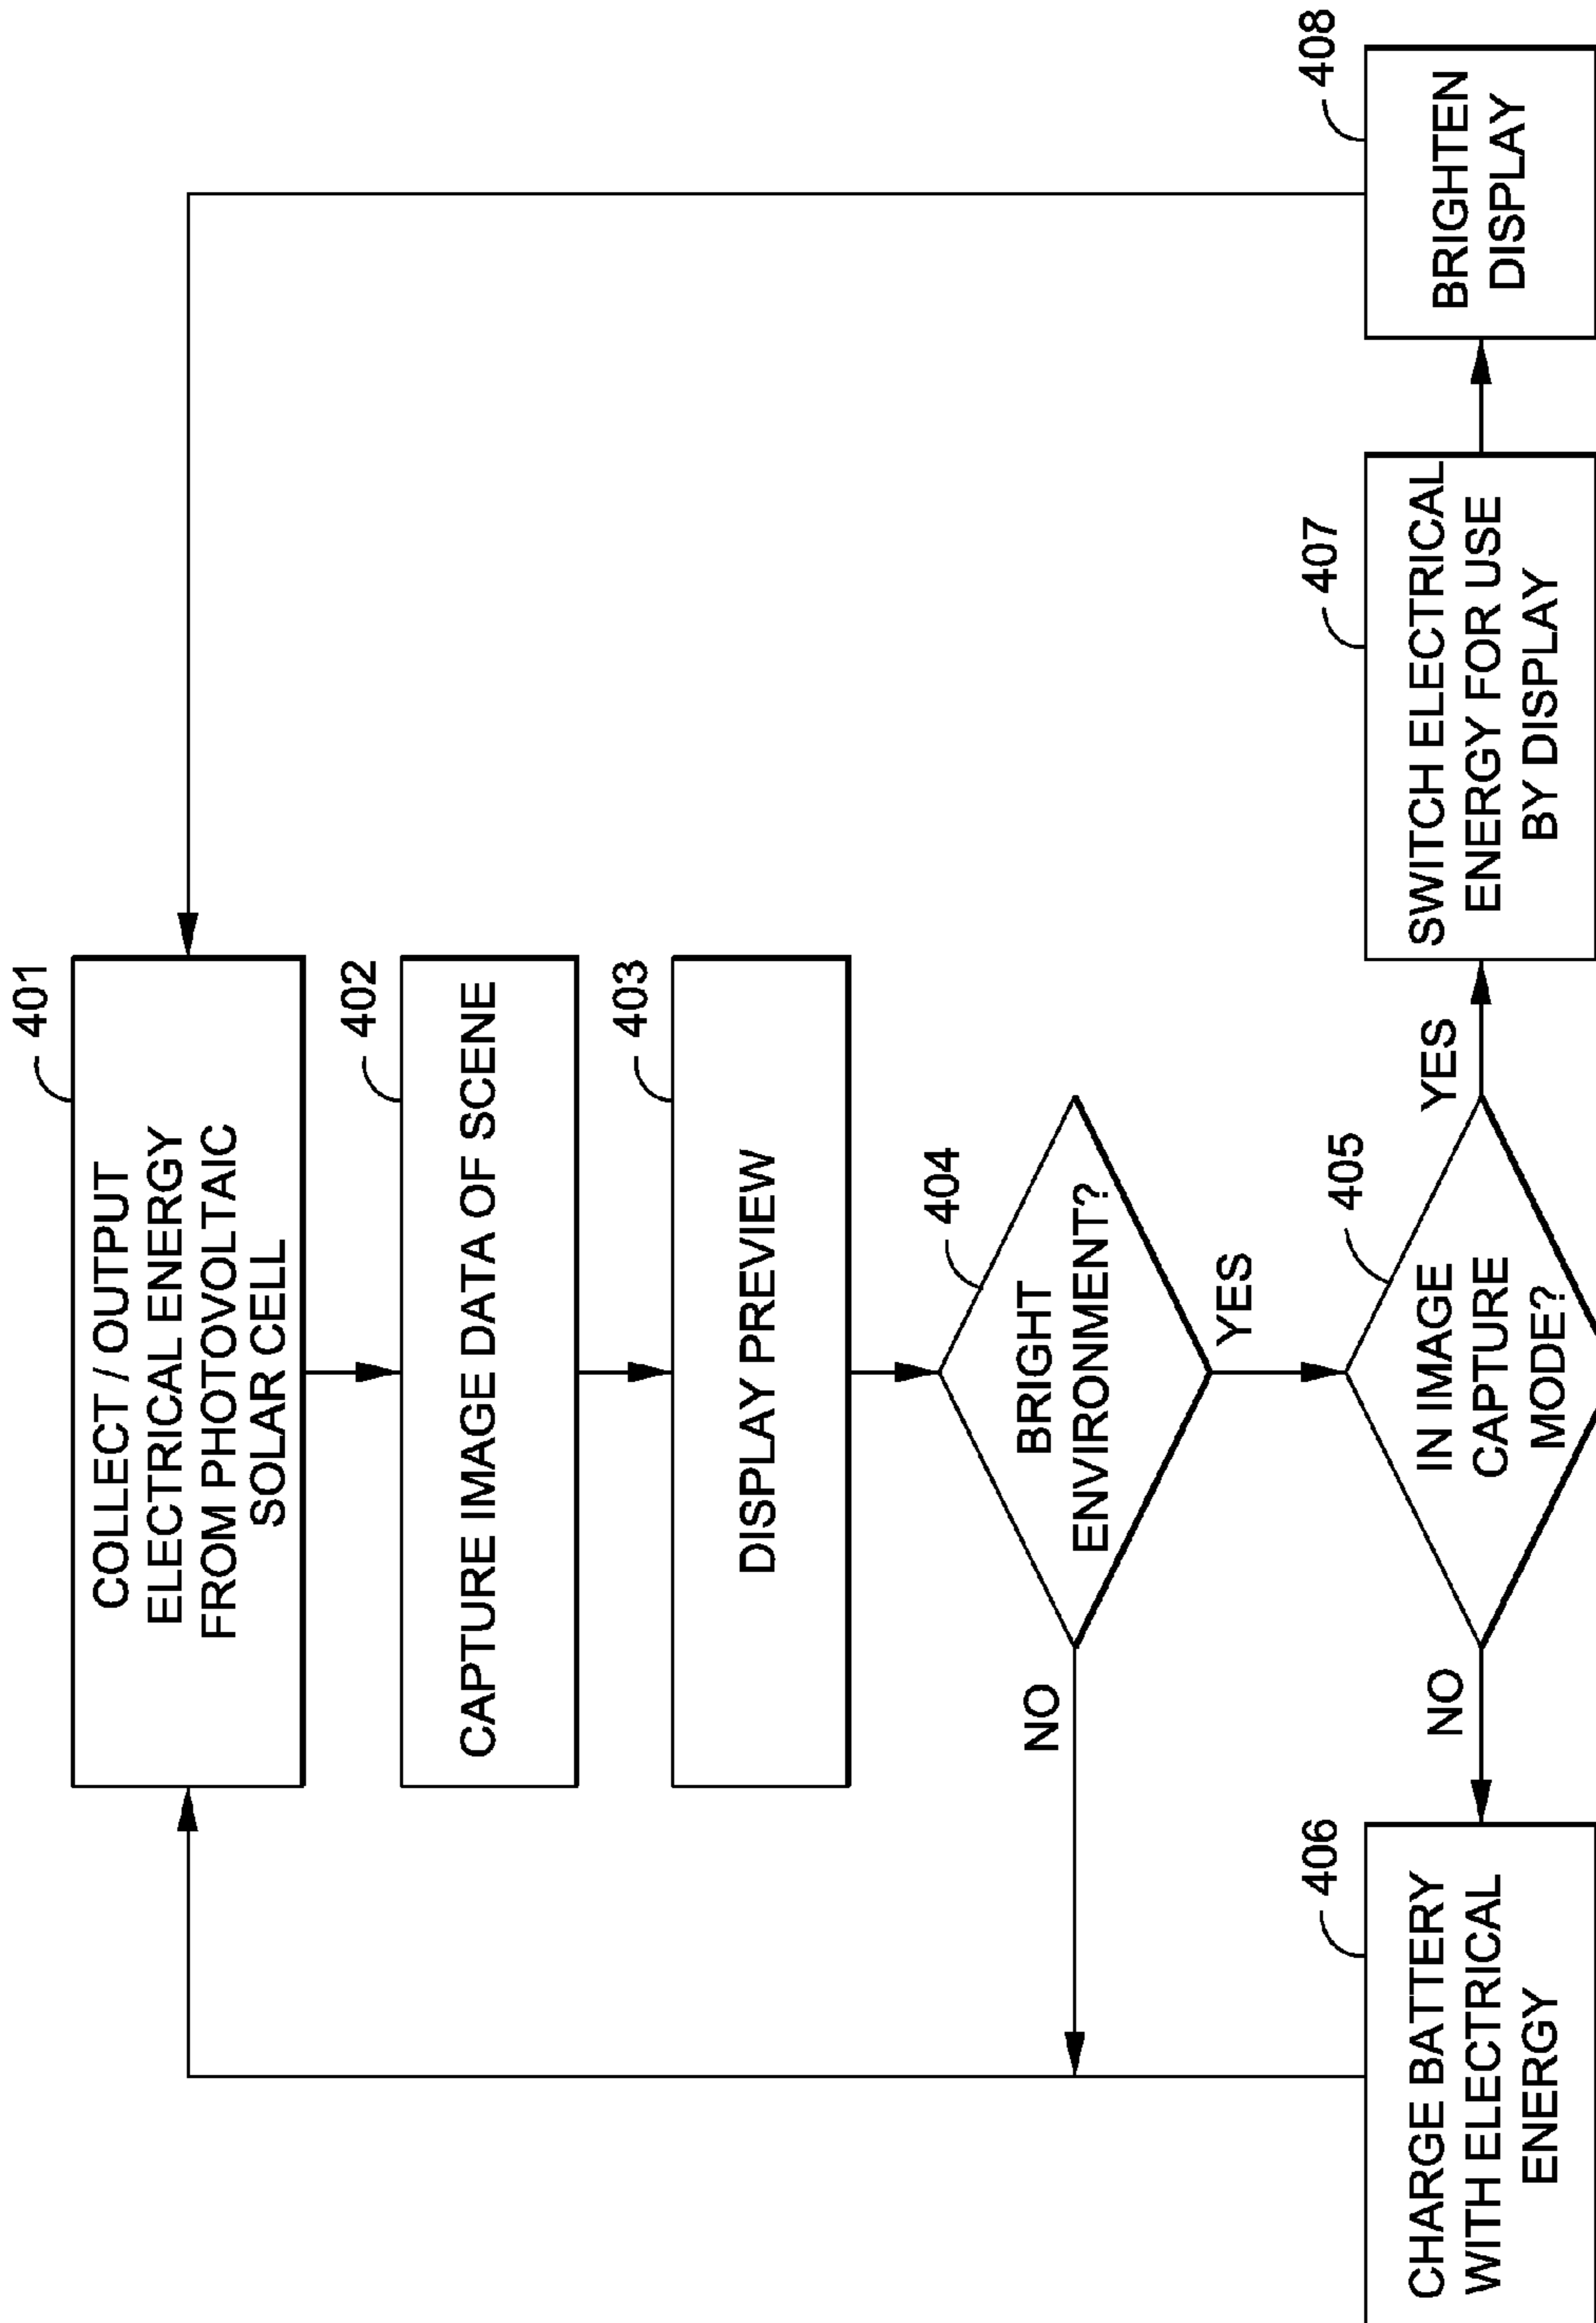 401
COLLECT / OUTPUT
ELECTRICAL ENERGY
FROM PHOTOVOLTAIC
SOLAR CELL
402
CAPTURE IMAGE DATA OF SCENE
403
DISPLAY PREVIEW
404
BRIGHT
ENVIRONMENT?
NO
YES
405
IN IMAGE
CAPTURE
MODE?
NO
YES
406
CHARGE BATTERY
WITH ELECTRICAL
ENERGY
407
SWITCH ELECTRICAL
ENERGY FOR USE
BY DISPLAY
408
BRIGHTEN
DISPLAY